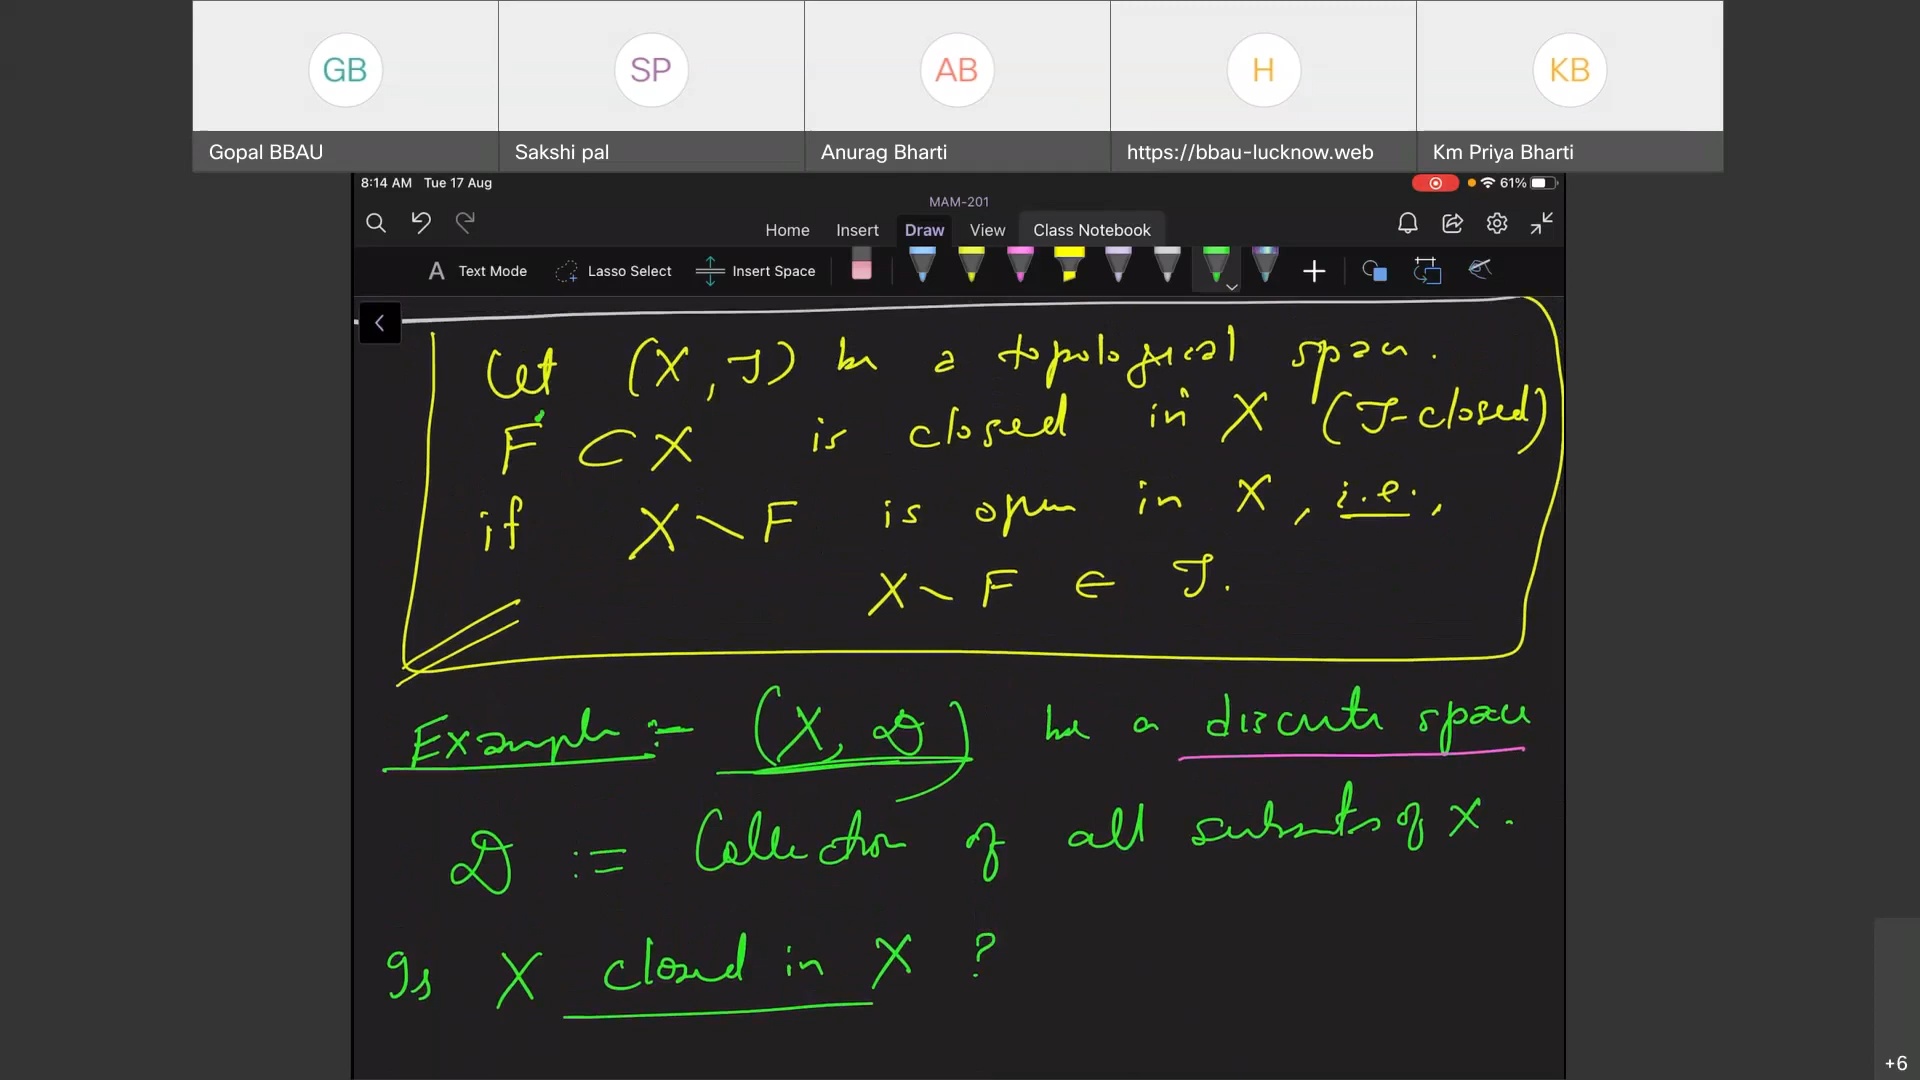 GB SP AB H KB
Gopal BBAU Sakshi pal Anurag Bharti https://bbau-lucknow.web Km Priya Bharti
8:14 AM Tue 17 Aug 61%
MAM-201
Home Insert Draw View Class Notebook
A Text Mode Lasso Select Insert Space
Let (X, 𝒯) be a topological space.
F ⊂ X is closed in X (𝒯-closed)
if X \ F is open in X, i.e.,
X \ F ∈ 𝒯.
Example :- (X, 𝒟) be a discrete space
𝒟 := Collection of all subsets of X.
Is X closed in X ?
+6